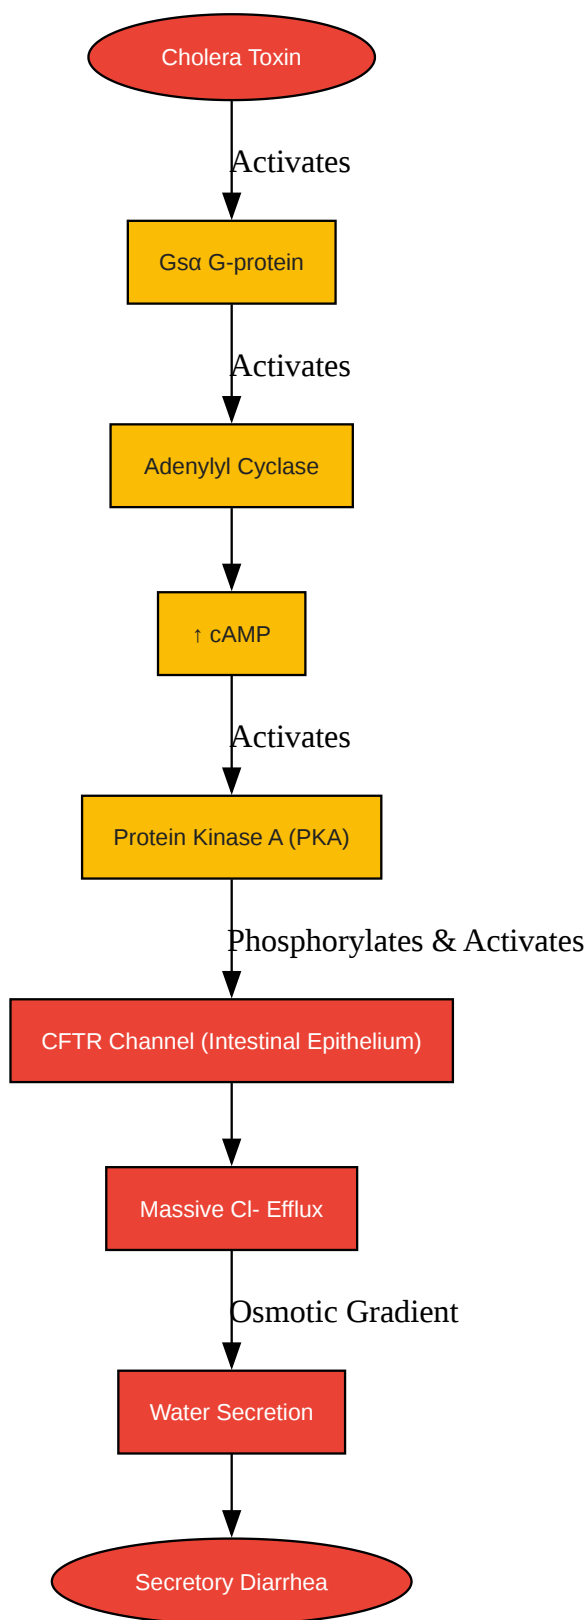 Cholera Toxin
Activates
Gsα G-protein
Activates
Adenylyl Cyclase
↑ cAMP
Activates
Protein Kinase A (PKA)
Phosphorylates & Activates
CFTR Channel (Intestinal Epithelium)
Massive Cl- Efflux
Osmotic Gradient
Water Secretion
Secretory Diarrhea